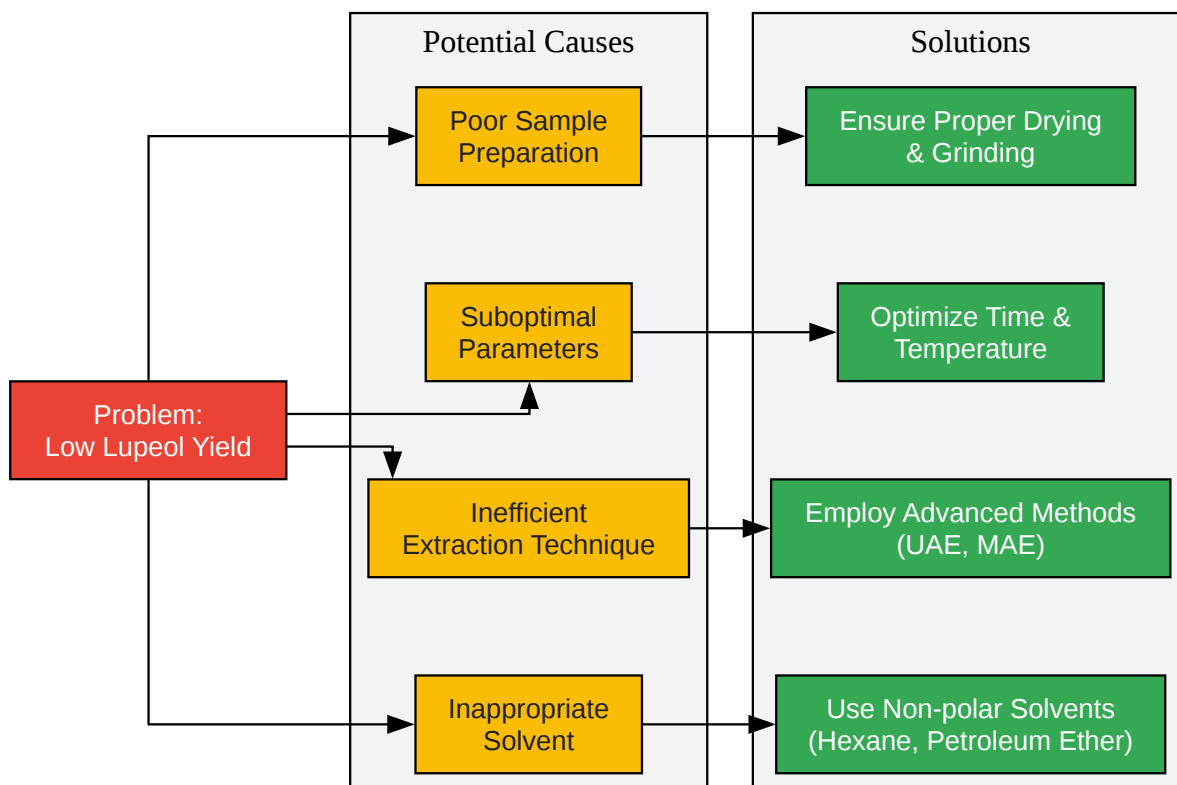 Potential Causes
Solutions
Poor Sample
Preparation
Ensure Proper Drying
& Grinding
Suboptimal
Parameters
Optimize Time &
Temperature
Problem:
Low Lupeol Yield
Inefficient
Extraction Technique
Employ Advanced Methods
(UAE, MAE)
Inappropriate
Solvent
Use Non-polar Solvents
(Hexane, Petroleum Ether)